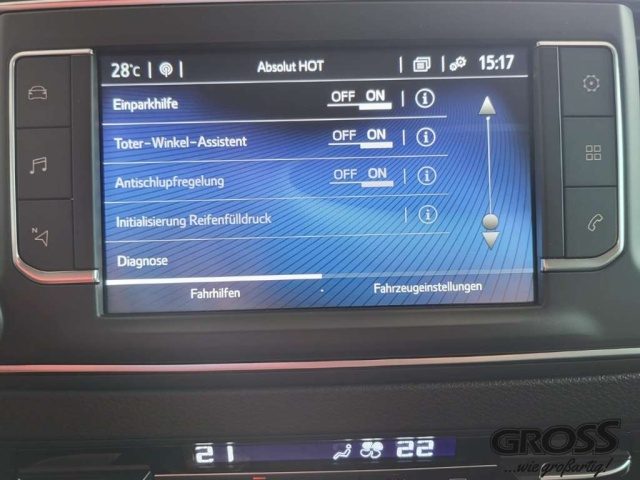 28°C Absolut HOT 15:17
Einparkhilfe OFF ON i
Toter-Winkel-Assistent OFF ON i
Antischlupfregelung OFF ON i
Initialisierung Reifenfülldruck i
Diagnose
Fahrhilfen Fahrzeugeinstellungen
N
21 22
GROSS
...wie großartig!